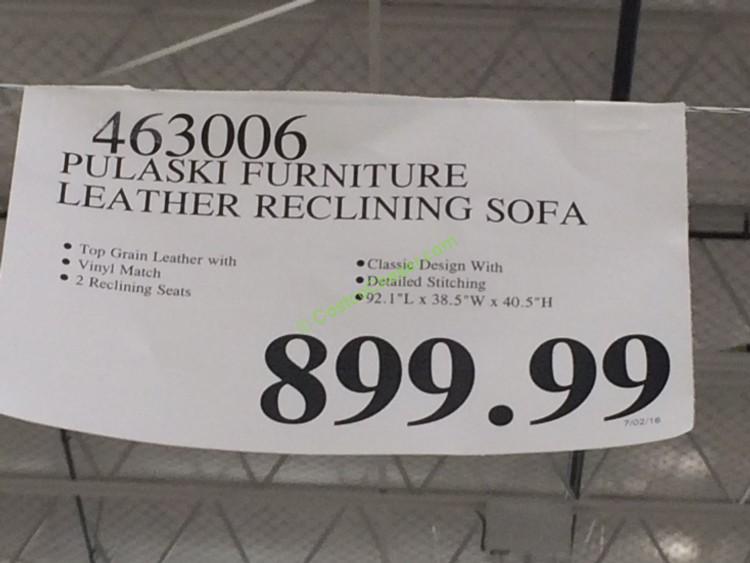 463006
PULASKI FURNITURE
LEATHER RECLINING SOFA
• Top Grain Leather with
• Vinyl Match
• 2 Reclining Seats
• Classic Design With
• Detailed Stitching
• 92.1"L x 38.5"W x 40.5"H
899.99
7/02/16